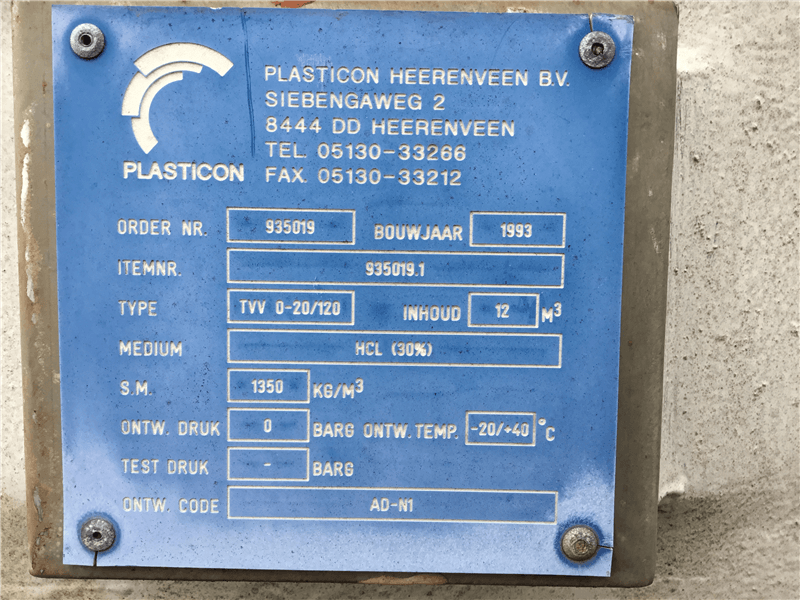 PLASTICON
PLASTICON HEERENVEEN B.V.
SIEBENGAWEG 2
8444 DD HEERENVEEN
TEL. 05130-33266
FAX. 05130-33212
ORDER NR. 935019 BOUWJAAR 1993
ITEMNR. 935019.1
TYPE TVV 0-20/120 INHOUD 12 M³
MEDIUM HCL (30%)
S.M. 1350 KG/M³
ONTW. DRUK 0 BARG ONTW. TEMP. -20/+40 °C
TEST DRUK - BARG
ONTW. CODE AD-N1